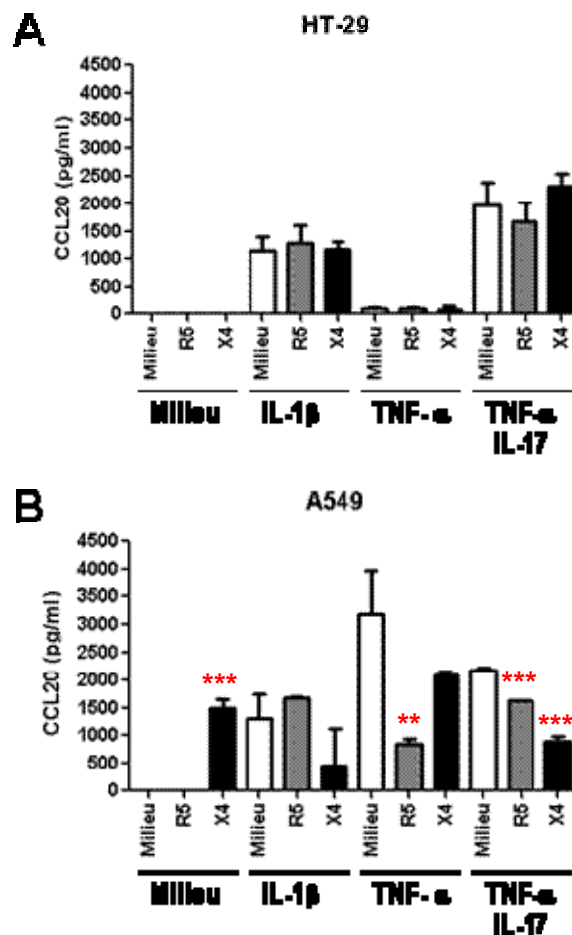 A
HT-29
CCL20 (pg/ml)
4500
4000
3500
3000
2500
2000
1500
1000
500
0
Milieu R5 X4 Milieu R5 X4 Milieu R5 X4 Milieu R5 X4
Milieu IL-1β TNF-α TNF-α
IL-17
B
A549
CCL20 (pg/ml)
4500
4000
3500
3000
2500
2000
1500
1000
500
0
*** ** *** ***
Milieu R5 X4 Milieu R5 X4 Milieu R5 X4 Milieu R5 X4
Milieu IL-1β TNF-α TNF-α
IL-17